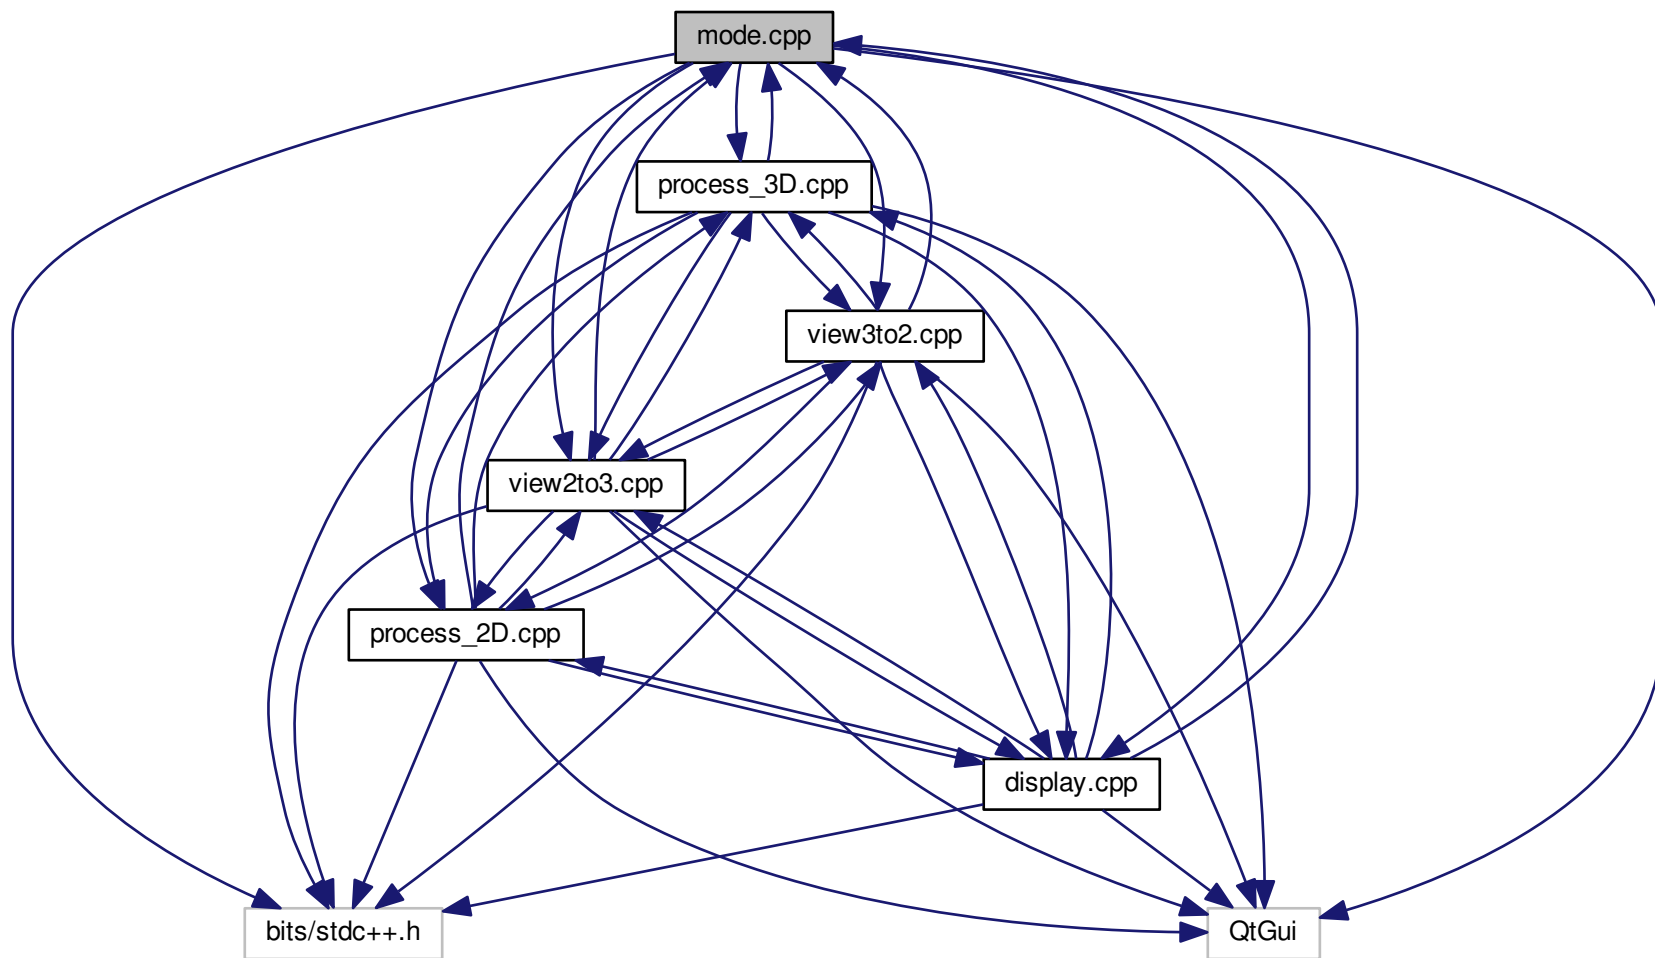 mode.cpp
process_3D.cpp
view3to2.cpp
view2to3.cpp
process_2D.cpp
display.cpp
bits/stdc++.h
QtGui